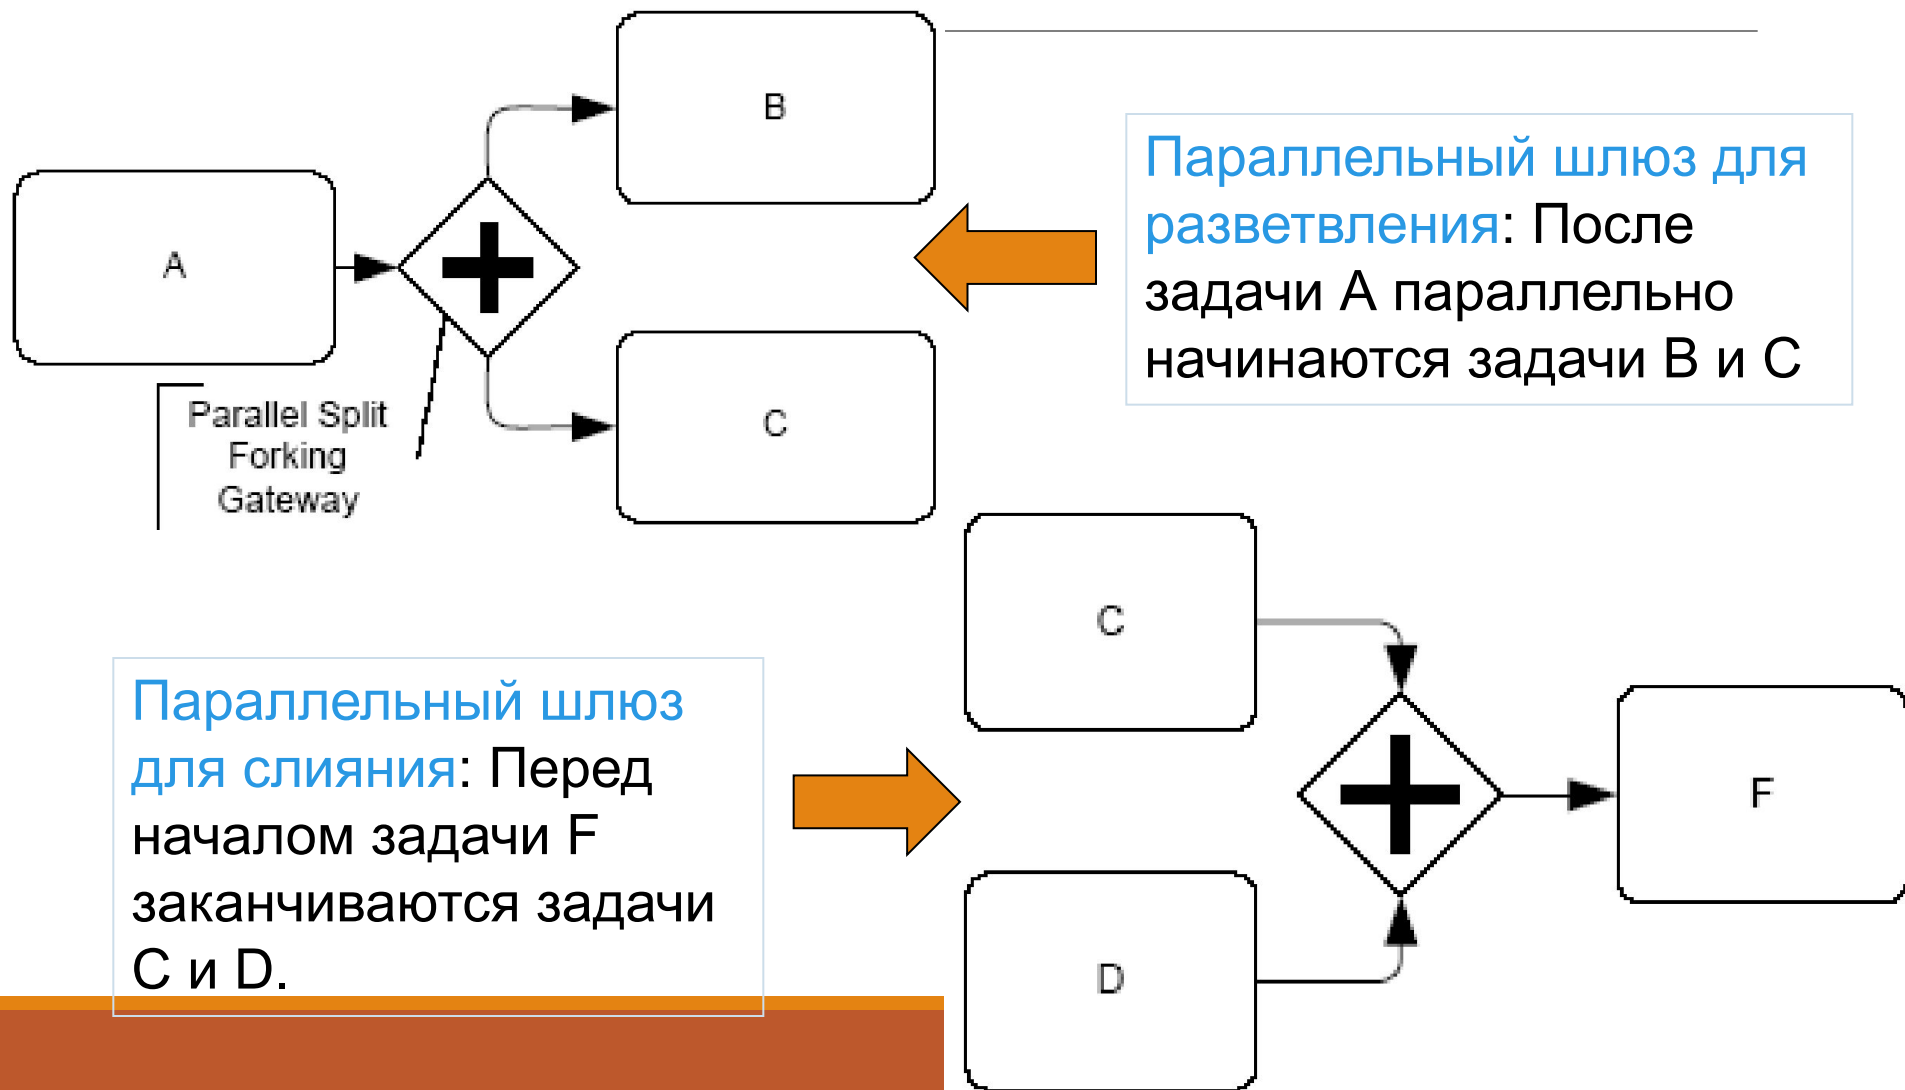 B
A
C
Parallel Split
Forking
Gateway
Параллельный шлюз для
разветвления: После
задачи А параллельно
начинаются задачи B и C
Параллельный шлюз
для слияния: Перед
началом задачи F
заканчиваются задачи
C и D.
C
F
D